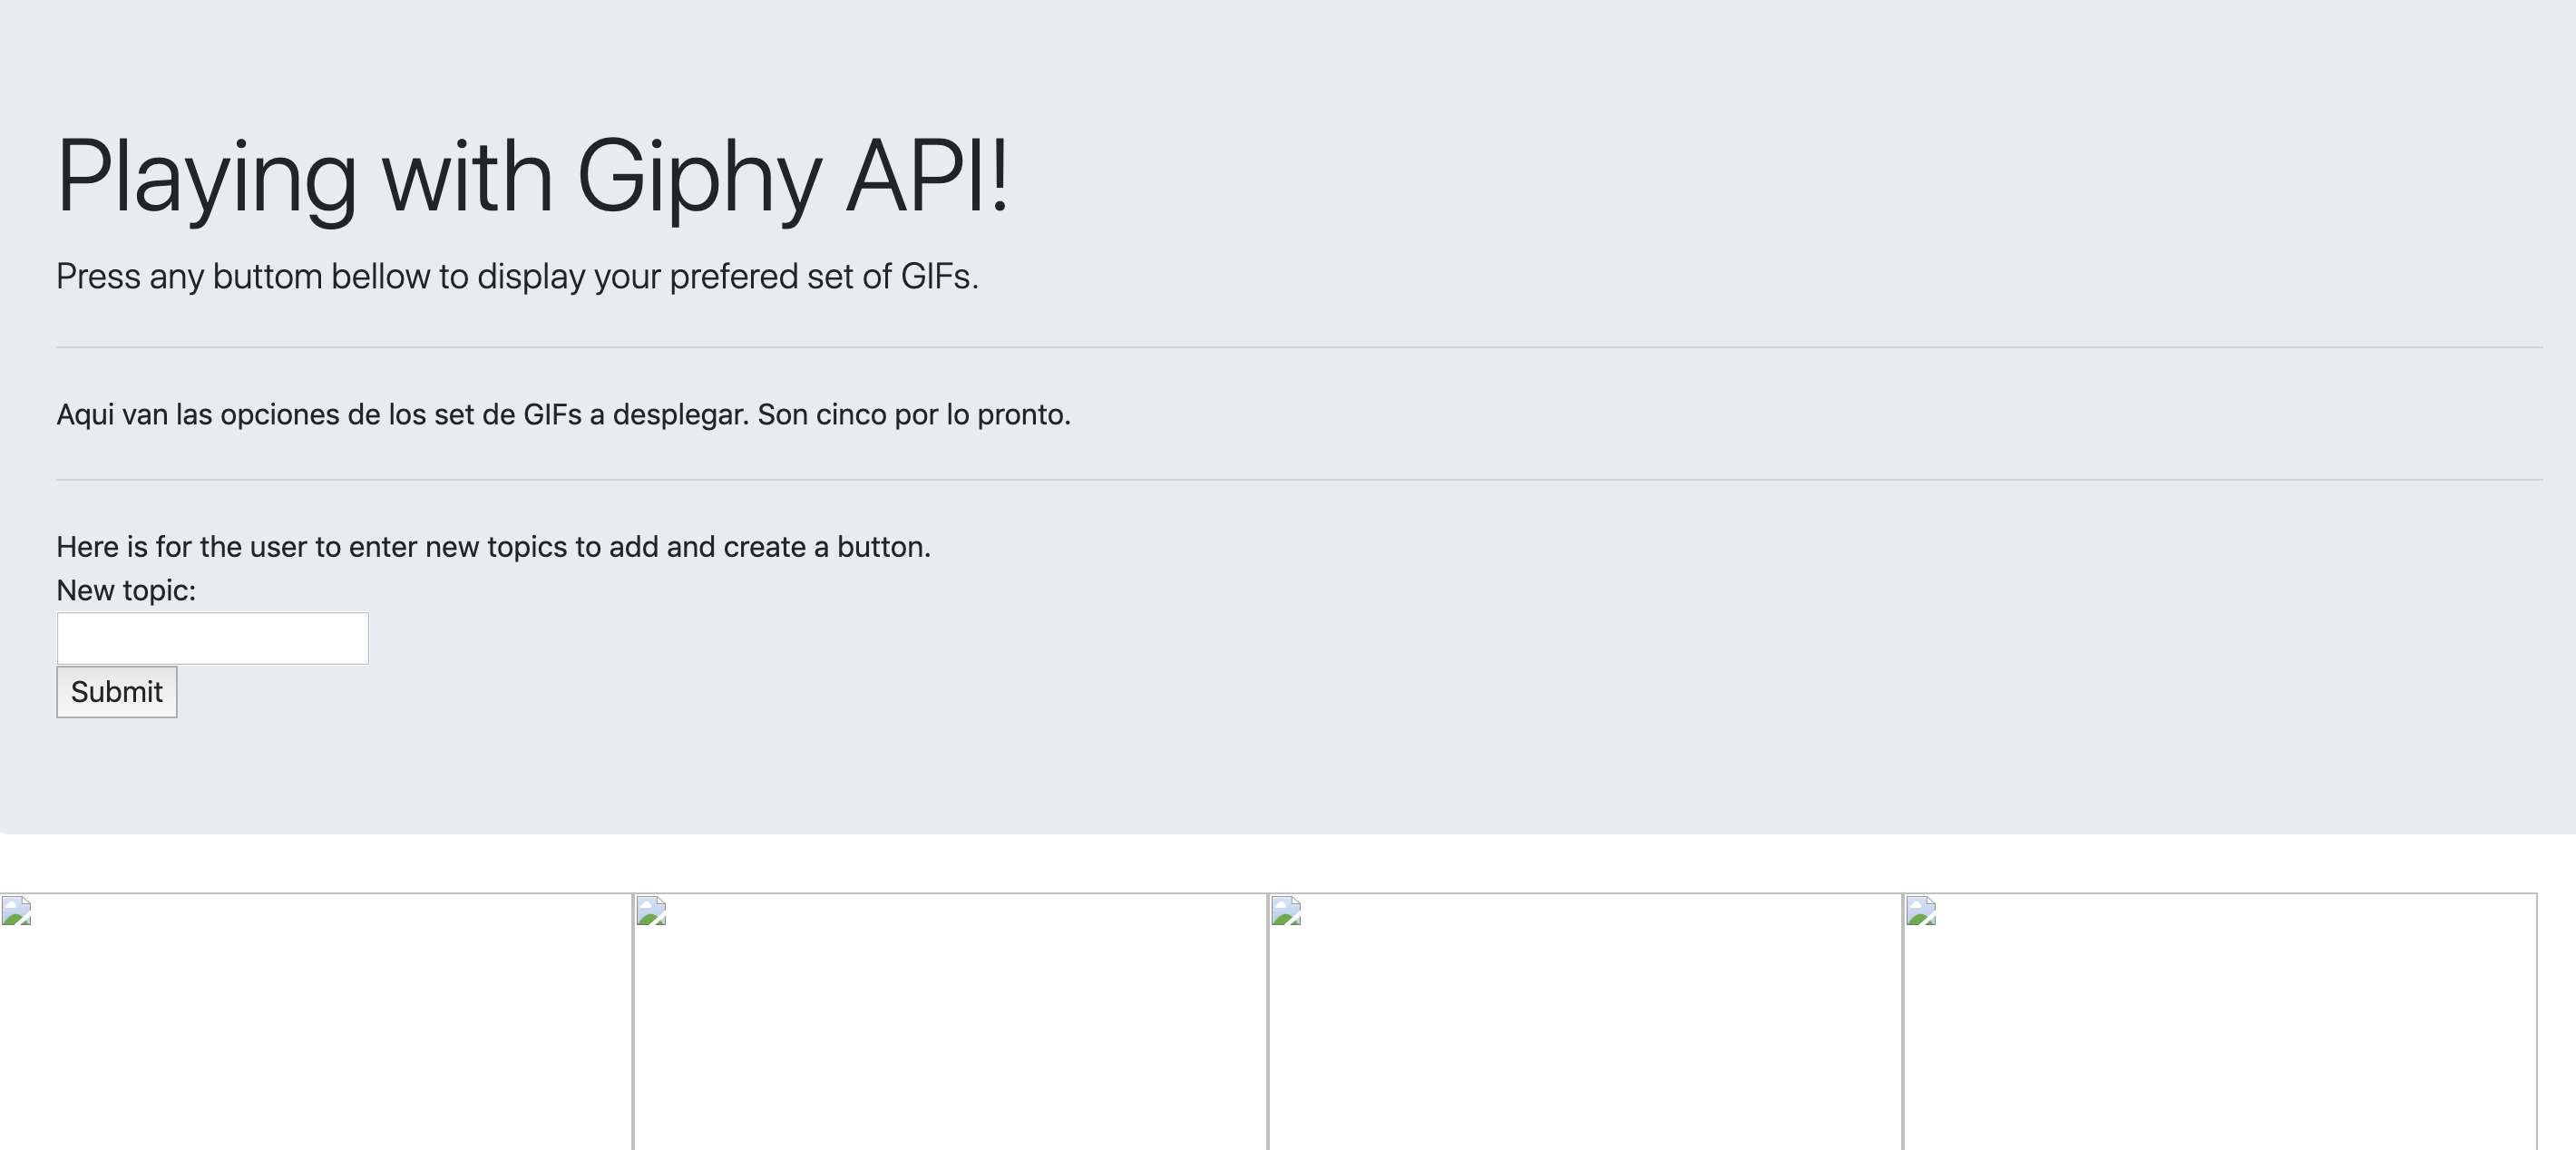 Playing with Giphy API!
Press any buttom bellow to display your prefered set of GIFs.
Aqui van las opciones de los set de GIFs a desplegar. Son cinco por lo pronto.
Here is for the user to enter new topics to add and create a button.
New topic:
Submit